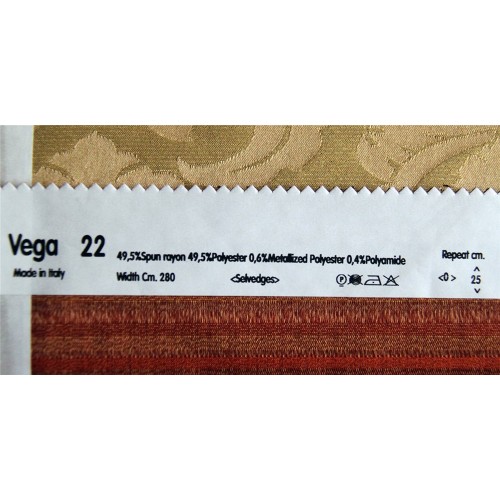 Vega 22
Made in Italy
49,5%Spun rayon 49,5%Polyester 0,6%Metallized Polyester 0,4%Polyamide
Width Cm. 280
<Selvedges>
Repeat cm.
<0>
25